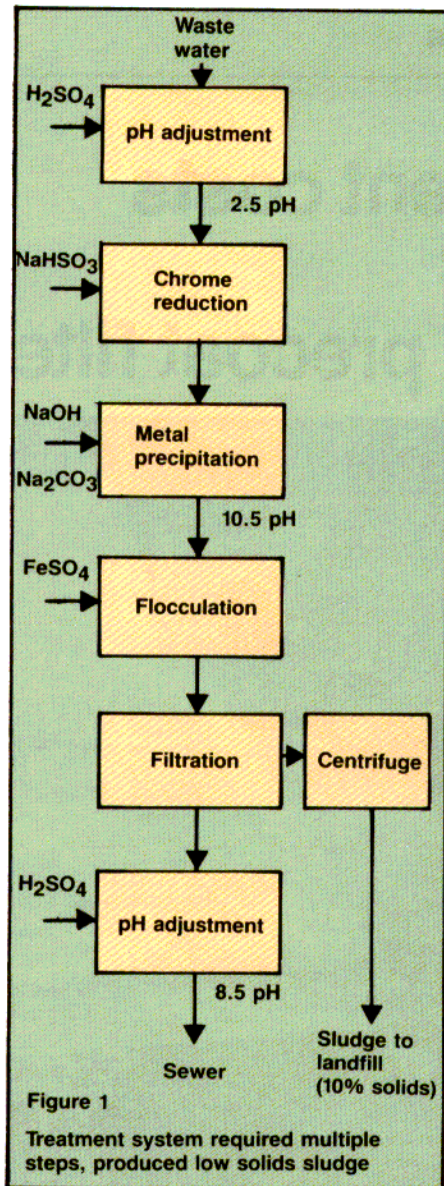 Waste
water
H₂SO₄
pH adjustment
2.5 pH
NaHSO₃
Chrome
reduction
NaOH
Metal
precipitation
Na₂CO₃
10.5 pH
FeSO₄
Flocculation
Filtration
Centrifuge
H₂SO₄
pH adjustment
8.5 pH
Sewer
Sludge to
landfill
(10% solids)
Figure 1
Treatment system required multiple
steps, produced low solids sludge